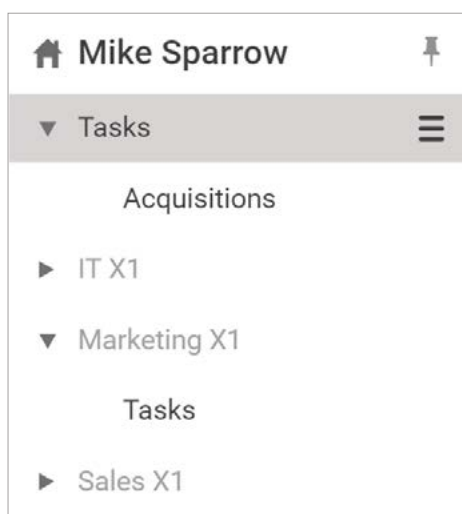 Mike Sparrow
Tasks
Acquisitions
IT X1
Marketing X1
Tasks
Sales X1